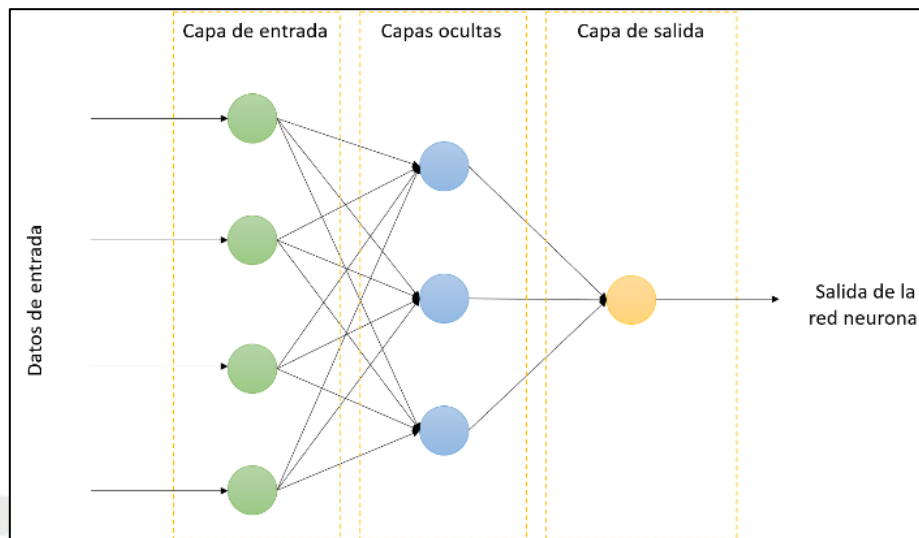 Capa de entrada
Capas ocultas
Capa de salida
Datos de entrada
Salida de la
red neurona